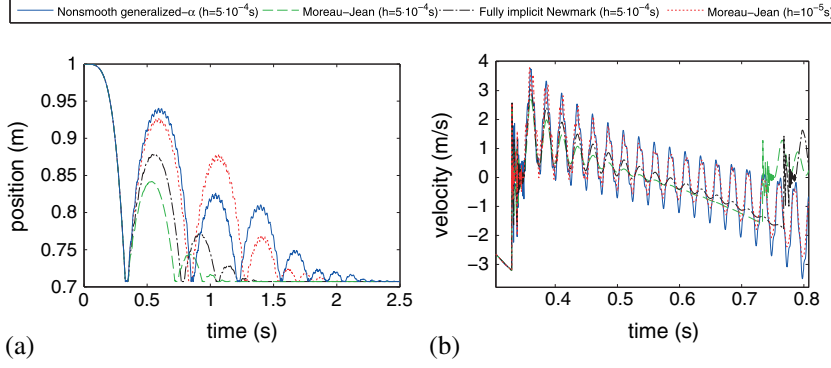 Nonsmooth generalized-α (h=5·10⁻⁴s) Moreau-Jean (h=5·10⁻⁴s) Fully implicit Newmark (h=5·10⁻⁴s) Moreau-Jean (h=10⁻⁵s)
position (m)
1
0.95
0.9
0.85
0.8
0.75
0.7
0 0.5 1 1.5 2 2.5
time (s)
(a)
velocity (m/s)
4
3
2
1
0
−1
−2
−3
0.4 0.5 0.6 0.7 0.8
time (s)
(b)